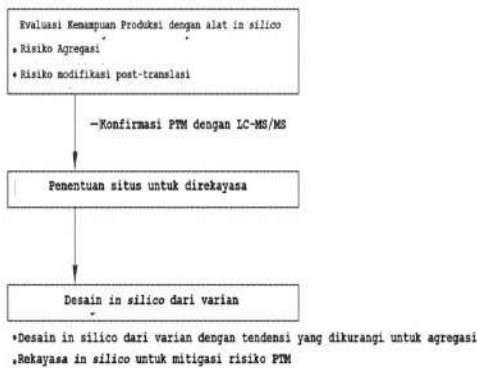 Evaluasi Kemampuan Produksi dengan alat in silico
• Risiko Agregasi
• Risiko modifikasi post-translasi
—Konfirmasi PTM dengan LC-MS/MS
Penentuan situs untuk direkayasa
Desain in silico dari varian
•Desain in silico dari varian dengan tendensi yang dikurangi untuk agregasi
•Rekayasa in silico untuk mitigasi risiko PTM